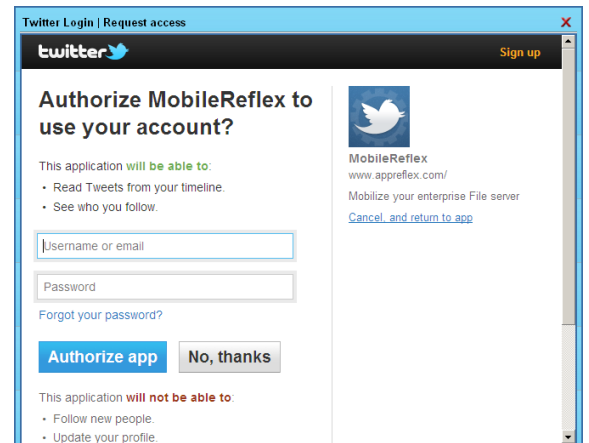 Twitter Login | Request access
twitter
Sign up
Authorize MobileReflex to
use your account?
This application will be able to:
• Read Tweets from your timeline.
• See who you follow.
Username or email
Password
Forgot your password?
Authorize app
No, thanks
This application will not be able to:
• Follow new people.
• Update your profile.
MobileReflex
www.appreflex.com/
Mobilize your enterprise File server
Cancel, and return to app